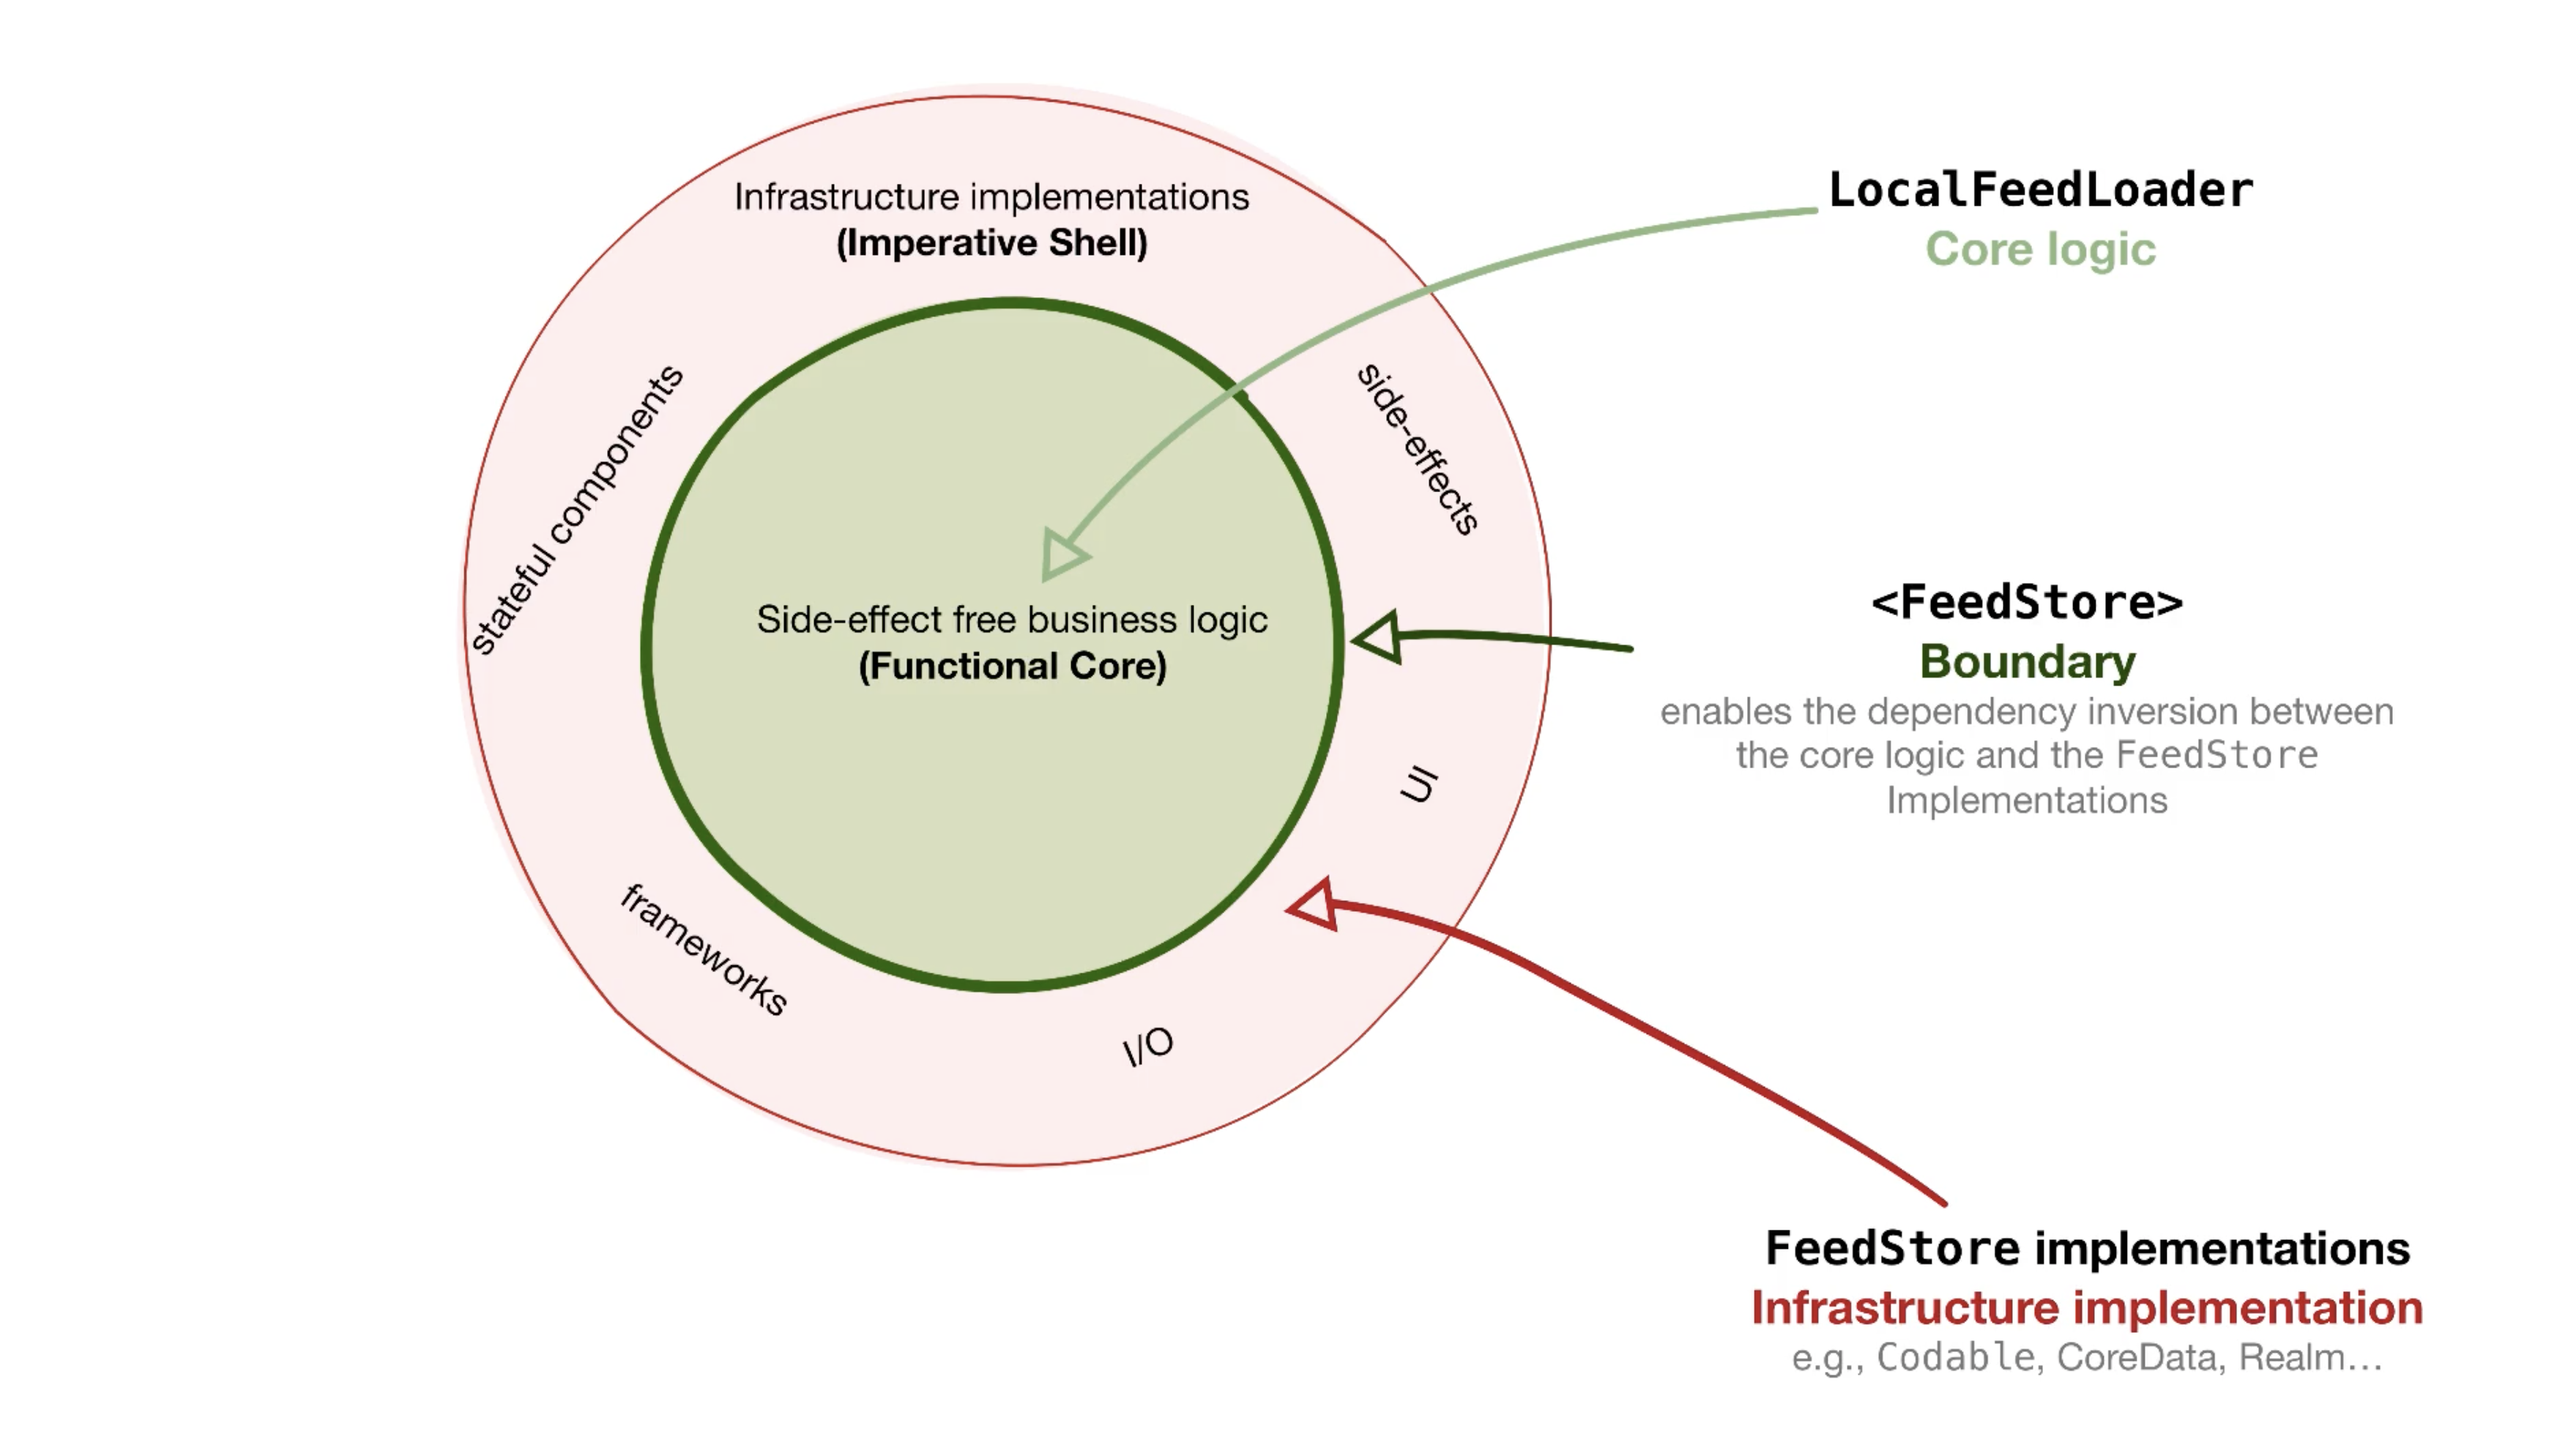 Infrastructure implementations
(Imperative Shell)
stateful components
side-effects
Side-effect free business logic
(Functional Core)
UI
frameworks
I/O
LocalFeedLoader
Core logic
<FeedStore>
Boundary
enables the dependency inversion between
the core logic and the FeedStore
Implementations
FeedStore implementations
Infrastructure implementation
e.g., Codable, CoreData, Realm…